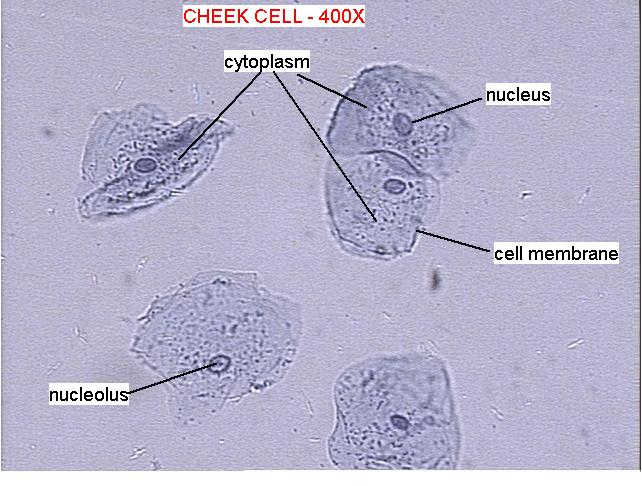 CHEEK CELL - 400X
cytoplasm
nucleus
cell membrane
nucleolus